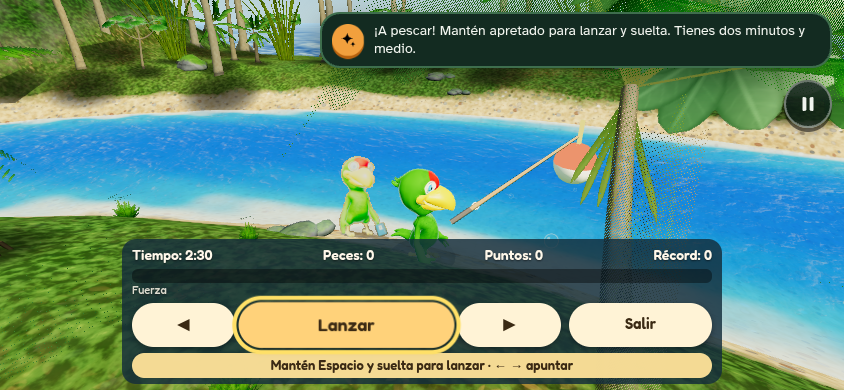 ¡A pescar! Mantén apretado para lanzar y suelta. Tienes dos minutos y
medio.
Tiempo: 2:30 Peces: 0 Puntos: 0 Récord: 0
Fuerza
◀ Lanzar ▶ Salir
Mantén Espacio y suelta para lanzar · ← → apuntar